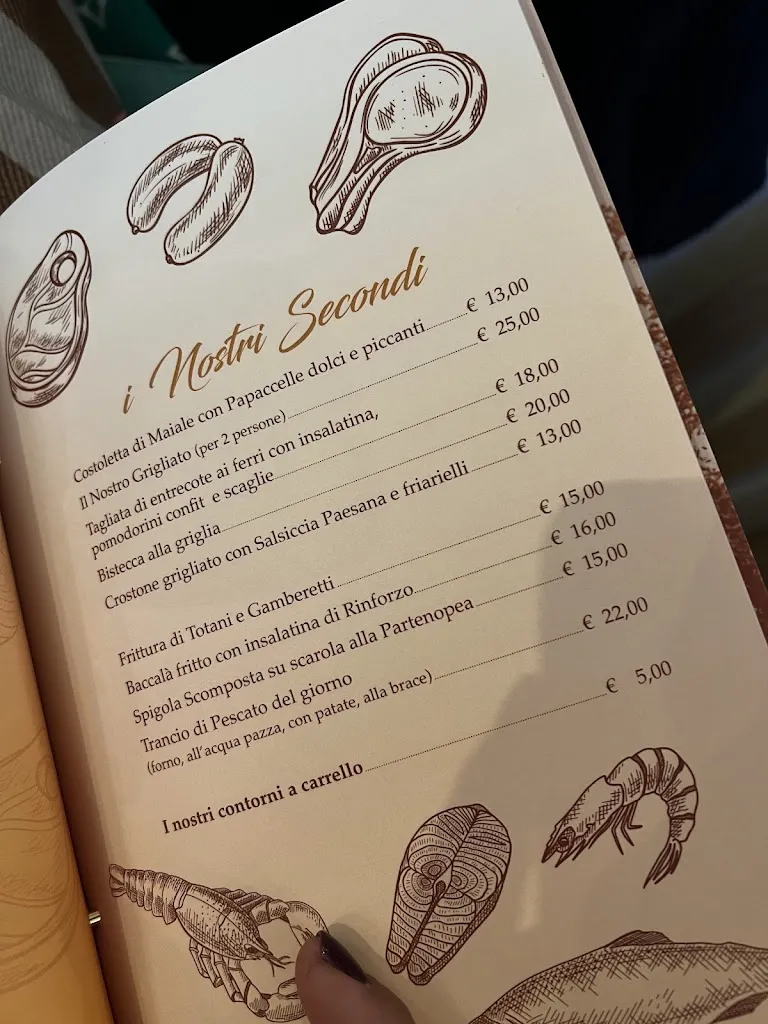 i Nostri Secondi
Costoletta di Maiale con Papaccelle dolci e piccanti € 13,00
Il Nostro Grigliato (per 2 persone) € 25,00
Tagliata di entrecote ai ferri con insalatina,
pomodorini confit e scaglie € 18,00
Bistecca alla griglia € 20,00
Crostone grigliato con Salsiccia Paesana e friarielli € 13,00
Frittura di Totani e Gamberetti € 15,00
Baccalà fritto con insalatina di Rinforzo € 16,00
Spigola Scomposta su scarola alla Partenopea € 15,00
Trancio di Pescato del giorno
(forno, all'acqua pazza, con patate, alla brace) € 22,00
I nostri contorni a carrello € 5,00